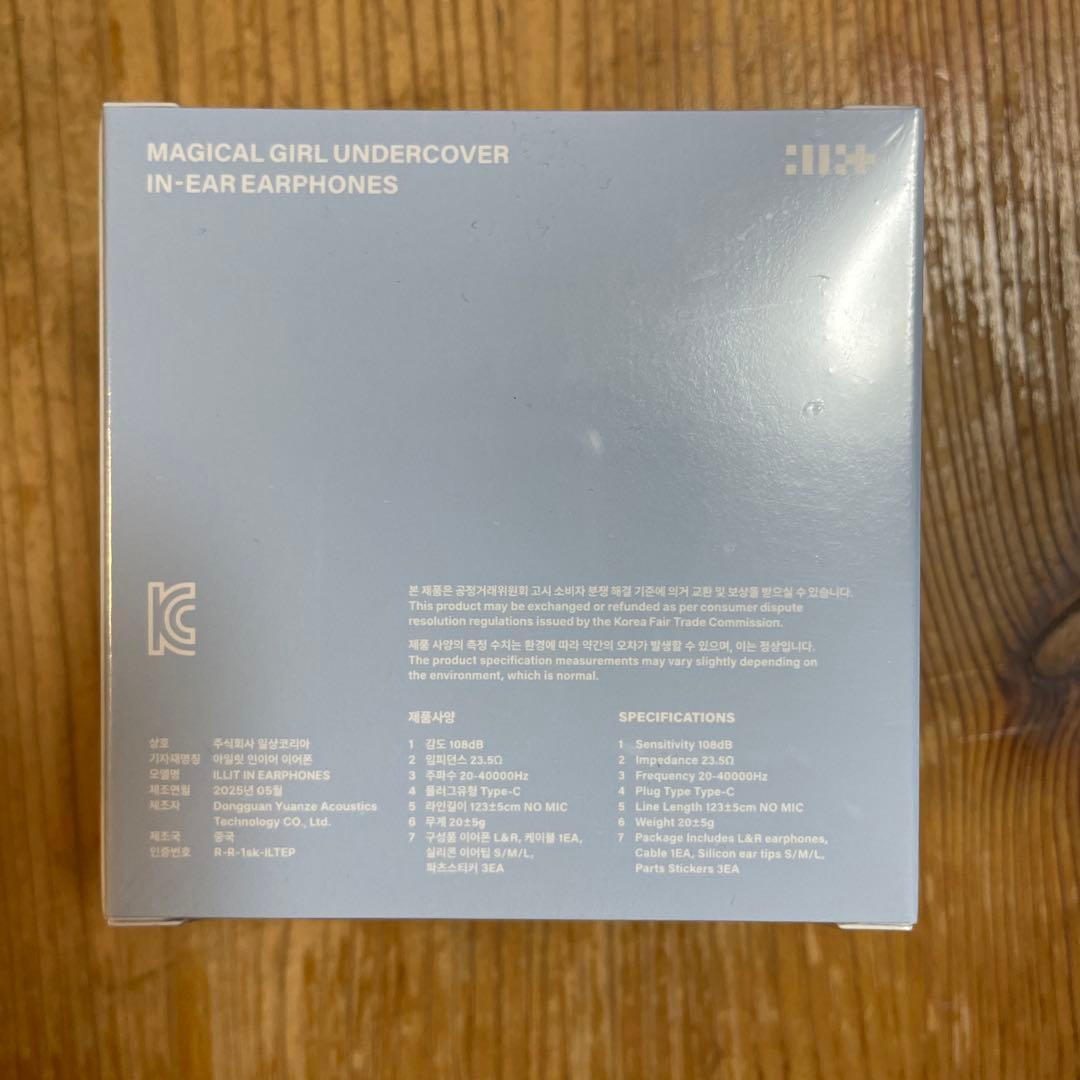 MAGICAL GIRL UNDERCOVER
IN-EAR EARPHONES
본 제품은 공정거래위원회 고시 소비자 분쟁 해결 기준에 의거 교환 및 보상을 받으실 수 있습니다.
This product may be exchanged or refunded as per consumer dispute
resolution regulations issued by the Korea Fair Trade Commission.
제품 사양의 측정 수치는 환경에 따라 약간의 오차가 발생할 수 있으며, 이는 정상입니다.
The product specification measurements may vary slightly depending on
the environment, which is normal.
상호 주식회사 일상코리아
기자재명칭 아일릿 인이어 이어폰
모델명 ILLIT IN EARPHONES
제조연월 2025년 05월
제조자 Dongguan Yuanze Acoustics
Technology CO., Ltd.
제조국 중국
인증번호 R-R-1sk-ILTEP
제품사양
1 감도 108dB
2 임피던스 23.5Ω
3 주파수 20-40000Hz
4 플러그유형 Type-C
5 라인길이 123±5cm NO MIC
6 무게 20±5g
7 구성품 이어폰 L&R, 케이블 1EA,
실리콘 이어팁 S/M/L,
파츠스티커 3EA
SPECIFICATIONS
1 Sensitivity 108dB
2 Impedance 23.5Ω
3 Frequency 20-40000Hz
4 Plug Type Type-C
5 Line Length 123±5cm NO MIC
6 Weight 20±5g
7 Package Includes L&R earphones,
Cable 1EA, Silicon ear tips S/M/L,
Parts Stickers 3EA